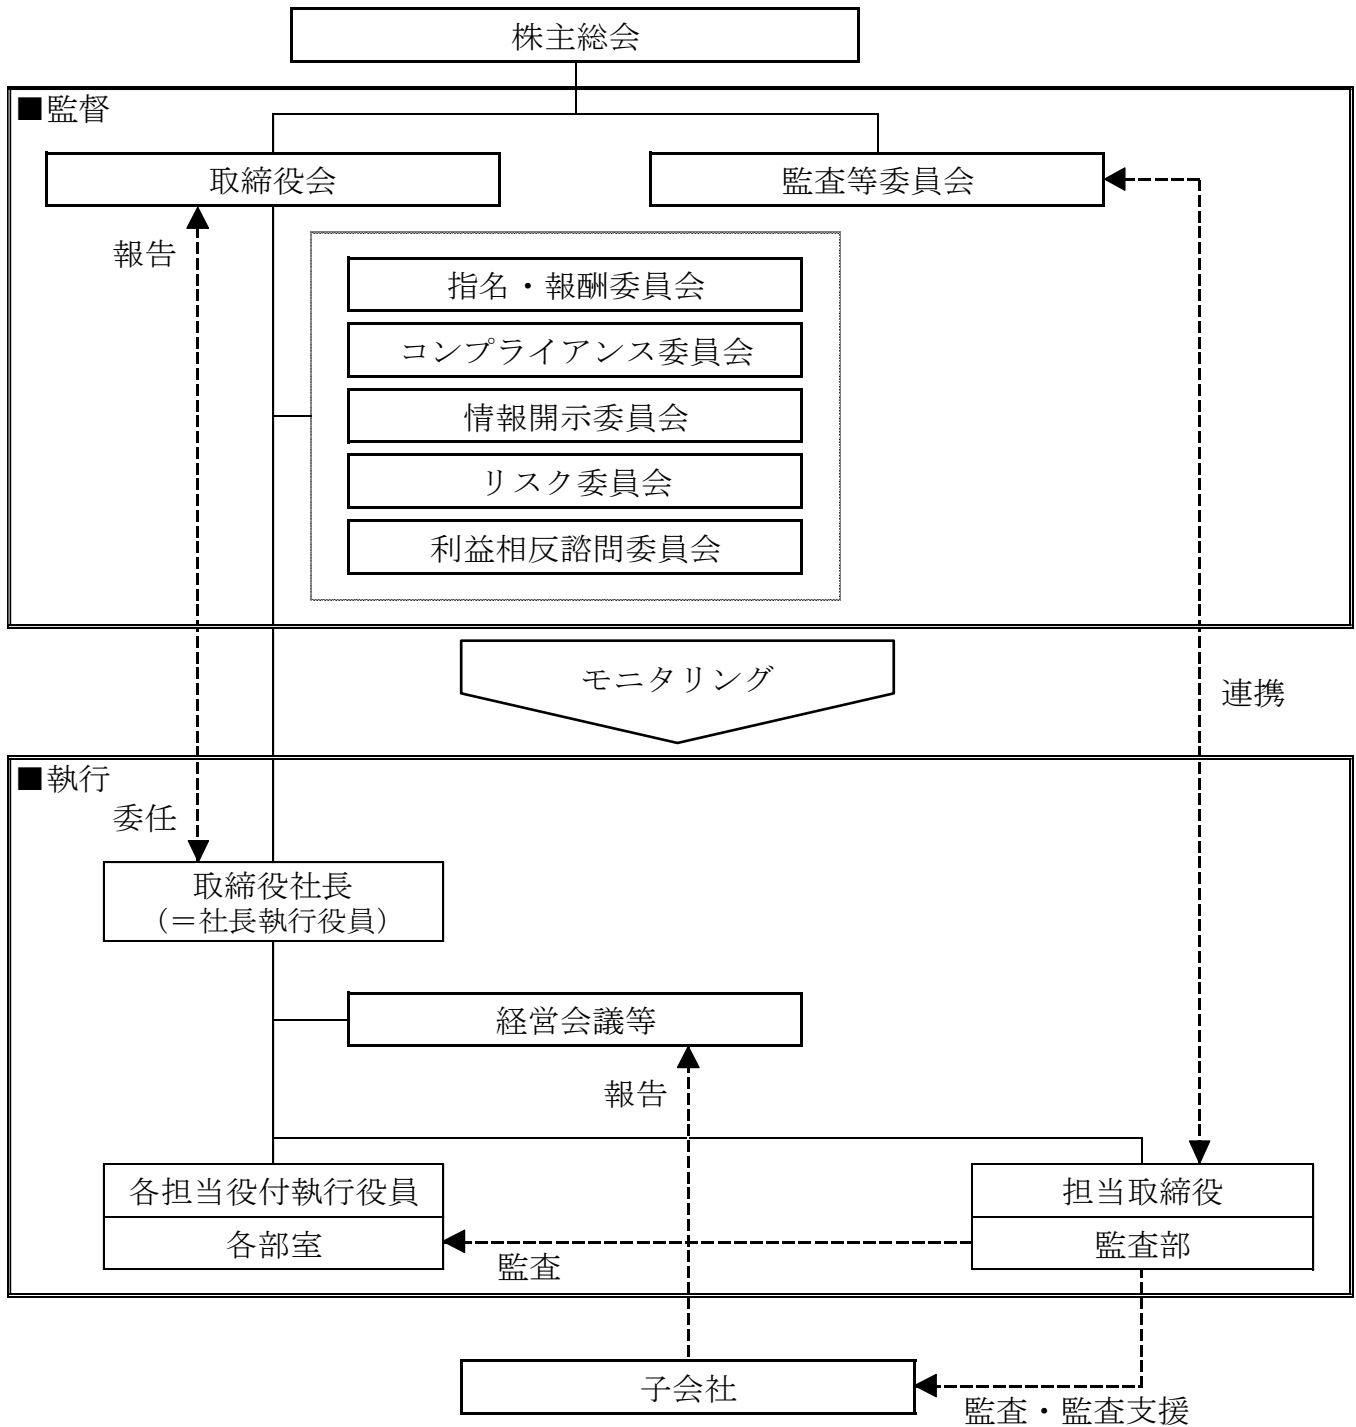 株主総会
■監督
取締役会
監査等委員会
報告
指名・報酬委員会
コンプライアンス委員会
情報開示委員会
リスク委員会
利益相反諮問委員会
モニタリング
連携
■執行
委任
取締役社長
（＝社長執行役員）
経営会議等
報告
各担当役付執行役員
担当取締役
各部室
監査部
監査
子会社
監査・監査支援